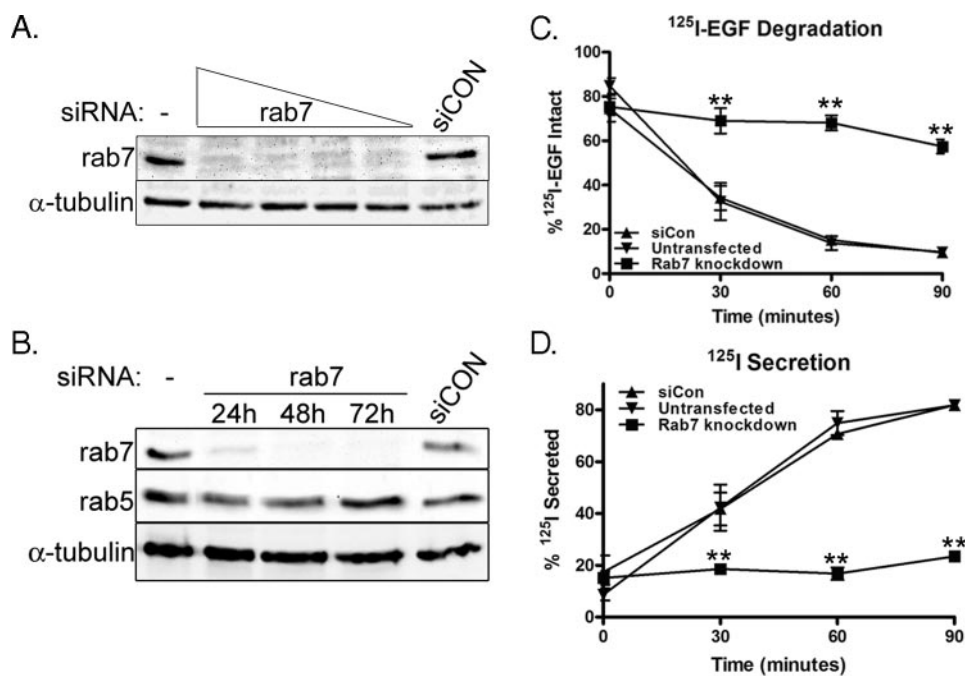 A.
siRNA: - rab7 siCON
rab7
α-tubulin
B.
siRNA: - rab7 siCON
24h 48h 72h
rab7
rab5
α-tubulin
C.
¹²⁵I-EGF Degradation
% ¹²⁵I-EGF Intact
100
80
60
40
20
0
** ** **
siCon
Untransfected
Rab7 knockdown
0 30 60 90
Time (minutes)
D.
¹²⁵I Secretion
% ¹²⁵I Secreted
100
80
60
40
20
0
siCon
Untransfected
Rab7 knockdown
** ** **
0 30 60 90
Time (minutes)